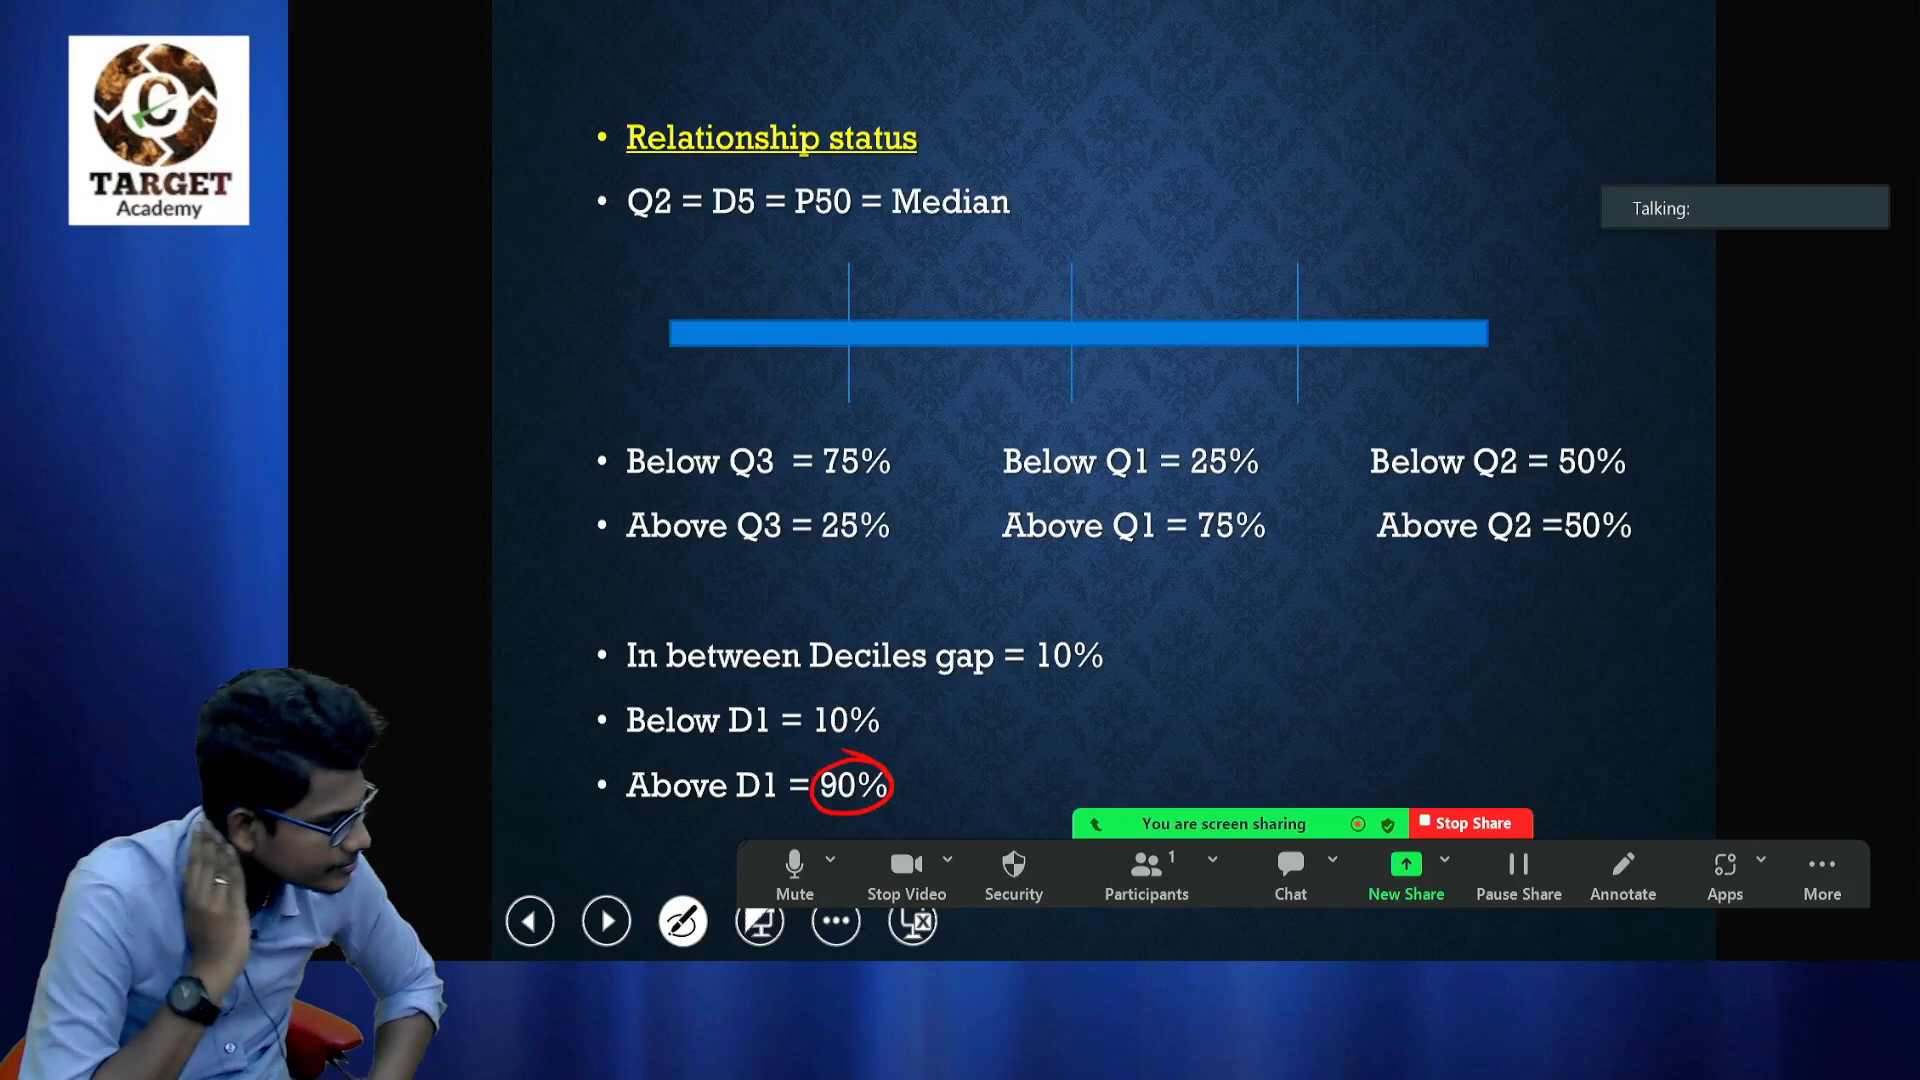 TARGET
Academy
Relationship status
Q2 = D5 = P50 = Median
Talking:
Below Q3 = 75% Below Q1 = 25% Below Q2 = 50%
Above Q3 = 25% Above Q1 = 75% Above Q2 =50%
In between Deciles gap = 10%
Below D1 = 10%
Above D1 = 90%
You are screen sharing Stop Share
1
Mute Stop Video Security Participants Chat New Share Pause Share Annotate Apps More